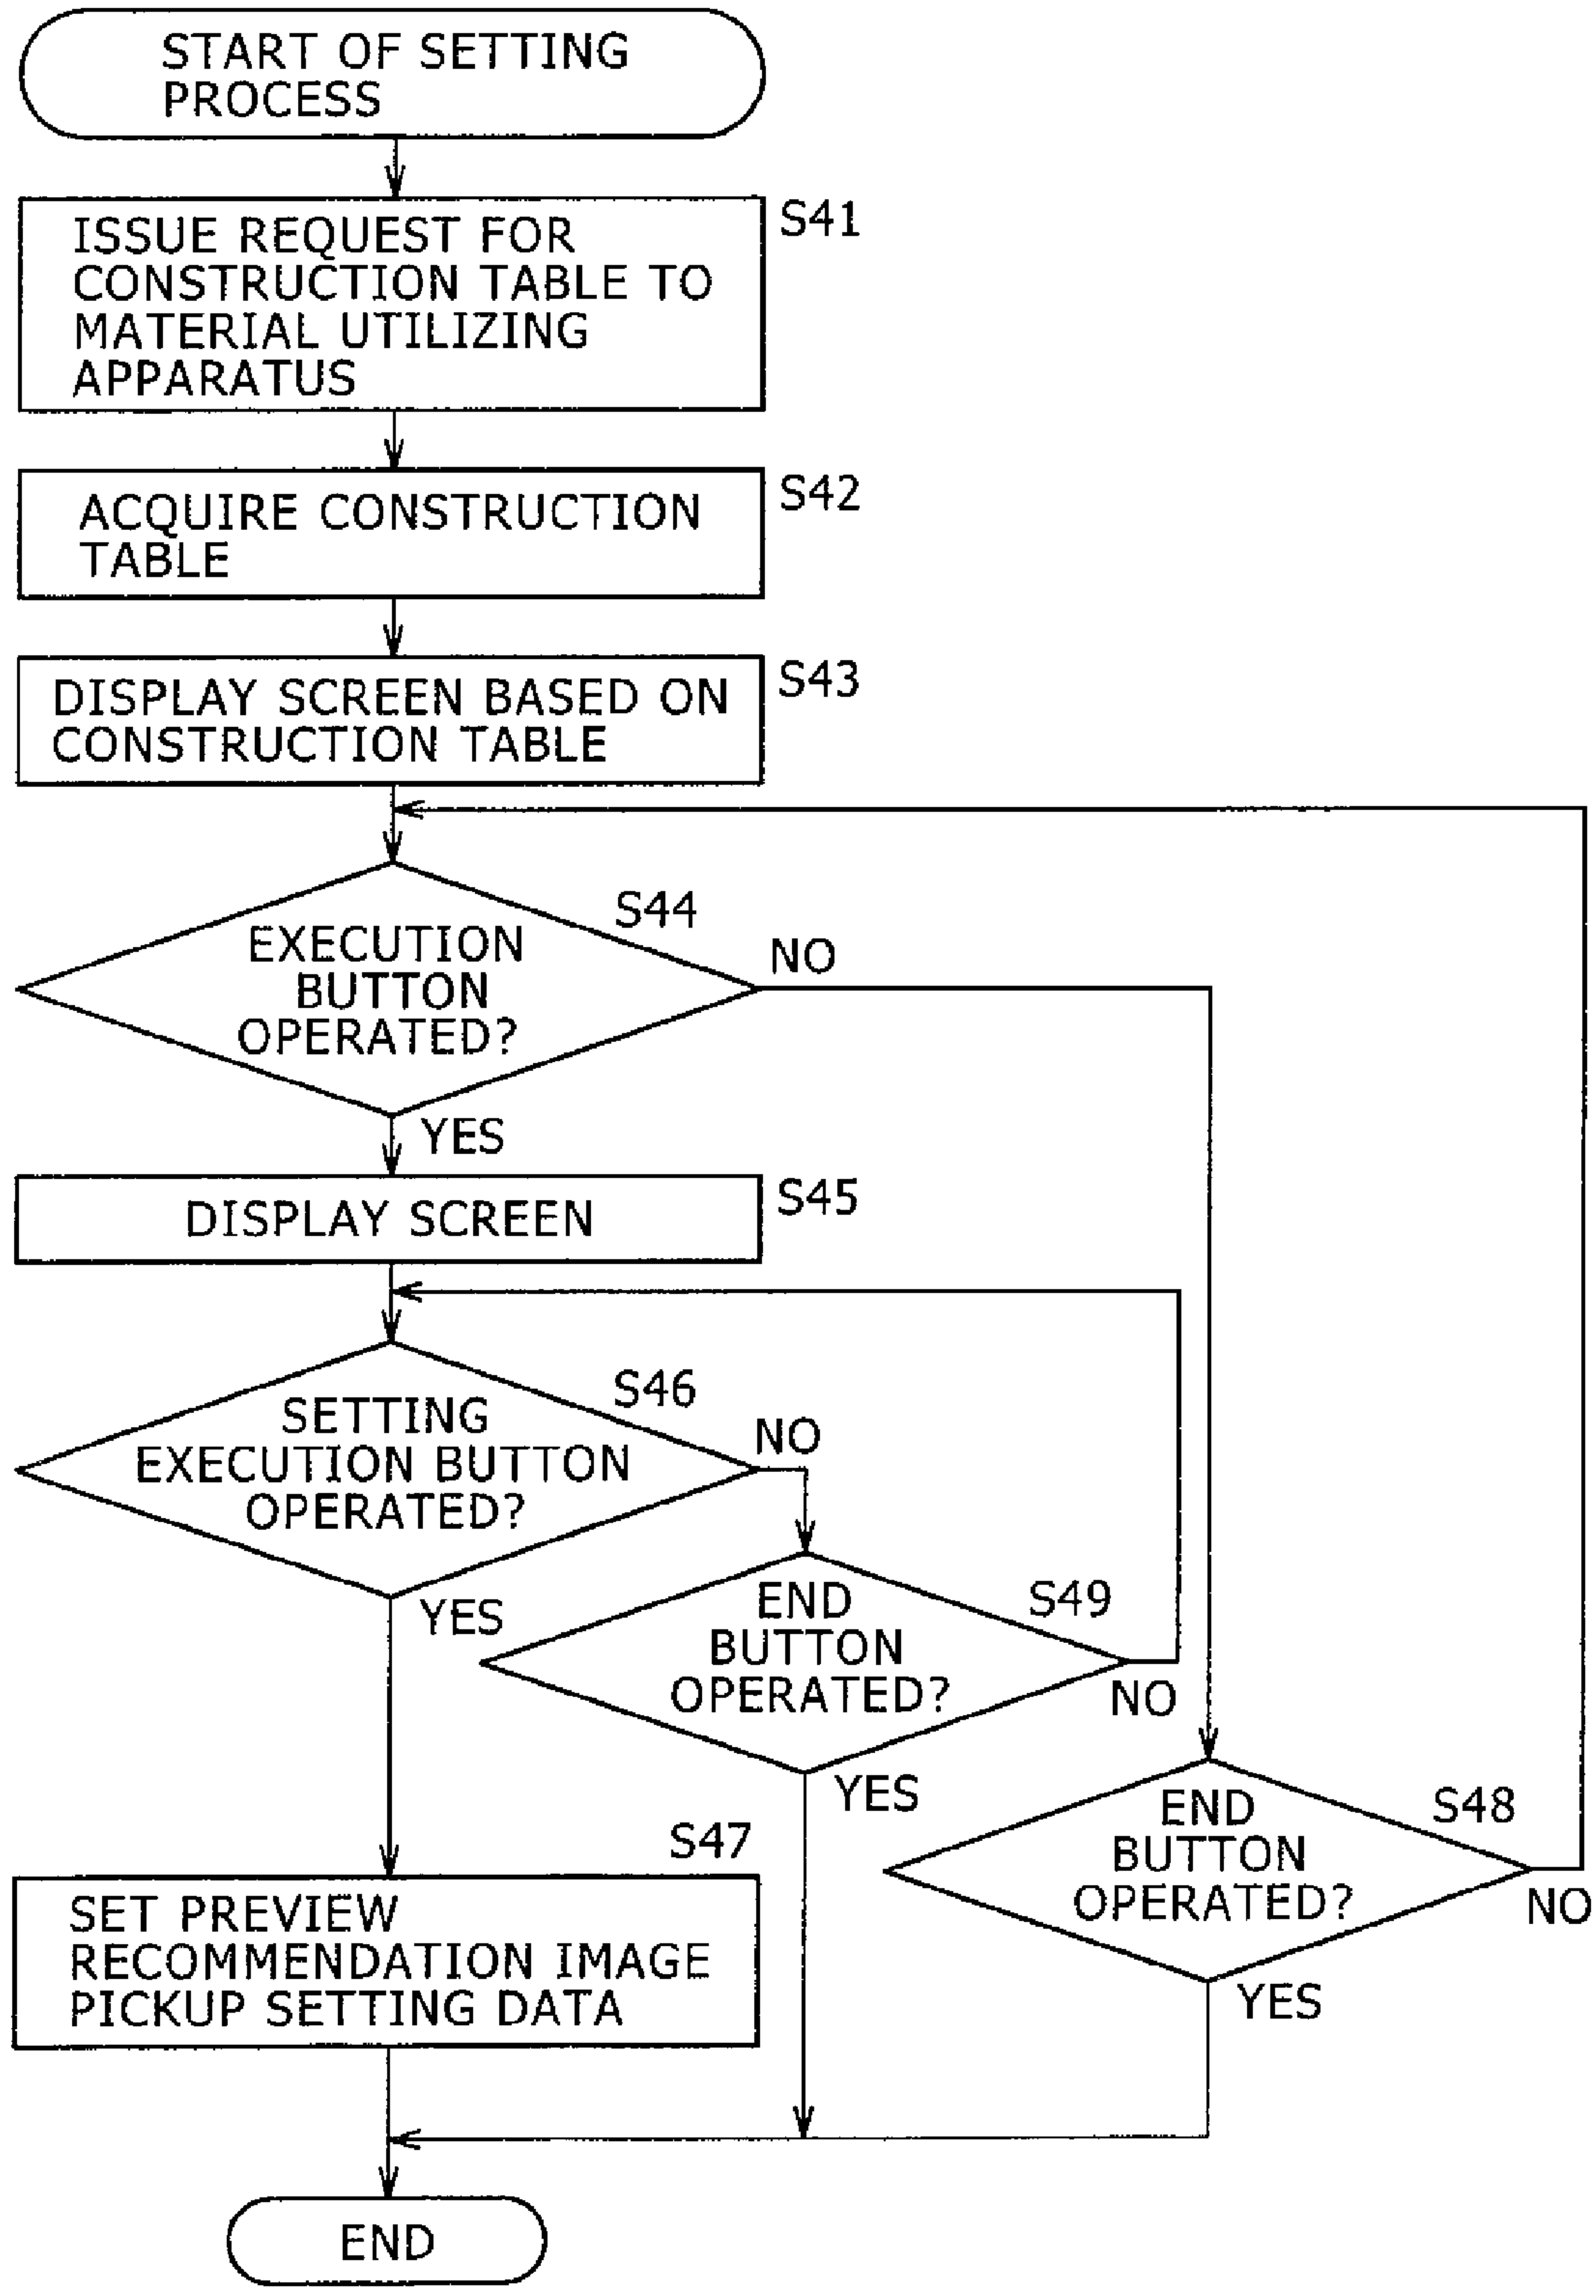 START OF SETTING
PROCESS
S41
ISSUE REQUEST FOR
CONSTRUCTION TABLE TO
MATERIAL UTILIZING
APPARATUS
S42
ACQUIRE CONSTRUCTION
TABLE
S43
DISPLAY SCREEN BASED ON
CONSTRUCTION TABLE
S44
EXECUTION
BUTTON
OPERATED?
NO
YES
S45
DISPLAY SCREEN
S46
SETTING
EXECUTION BUTTON
OPERATED?
NO
YES
S49
END
BUTTON
OPERATED?
NO
YES
S48
END
BUTTON
OPERATED?
NO
YES
S47
SET PREVIEW
RECOMMENDATION IMAGE
PICKUP SETTING DATA
END